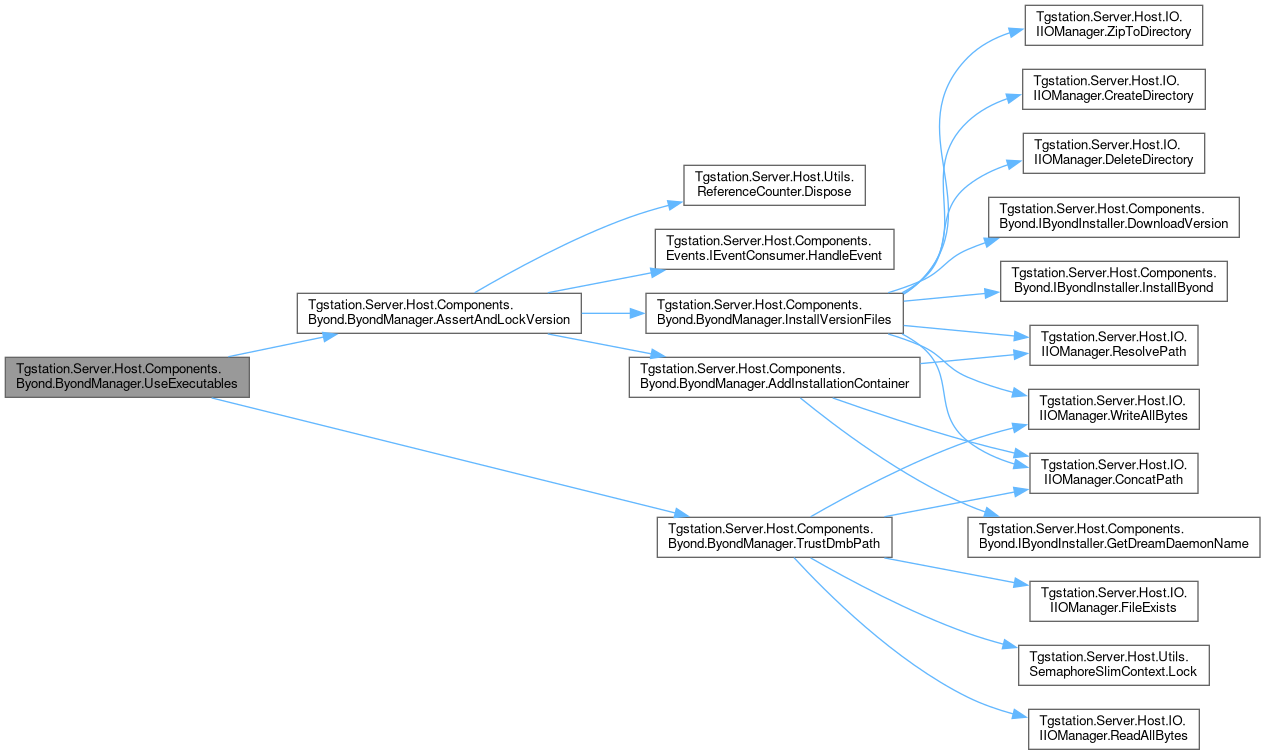 Tgstation.Server.Host.IO.
IIOManager.ZipToDirectory
Tgstation.Server.Host.IO.
IIOManager.CreateDirectory
Tgstation.Server.Host.IO.
IIOManager.DeleteDirectory
Tgstation.Server.Host.Utils.
ReferenceCounter.Dispose
Tgstation.Server.Host.Components.
Byond.IByondInstaller.DownloadVersion
Tgstation.Server.Host.Components.
Events.IEventConsumer.HandleEvent
Tgstation.Server.Host.Components.
Byond.IByondInstaller.InstallByond
Tgstation.Server.Host.Components.
Byond.ByondManager.AssertAndLockVersion
Tgstation.Server.Host.Components.
Byond.ByondManager.InstallVersionFiles
Tgstation.Server.Host.IO.
IIOManager.ResolvePath
Tgstation.Server.Host.Components.
Byond.ByondManager.UseExecutables
Tgstation.Server.Host.Components.
Byond.ByondManager.AddInstallationContainer
Tgstation.Server.Host.IO.
IIOManager.WriteAllBytes
Tgstation.Server.Host.IO.
IIOManager.ConcatPath
Tgstation.Server.Host.Components.
Byond.ByondManager.TrustDmbPath
Tgstation.Server.Host.Components.
Byond.IByondInstaller.GetDreamDaemonName
Tgstation.Server.Host.IO.
IIOManager.FileExists
Tgstation.Server.Host.Utils.
SemaphoreSlimContext.Lock
Tgstation.Server.Host.IO.
IIOManager.ReadAllBytes